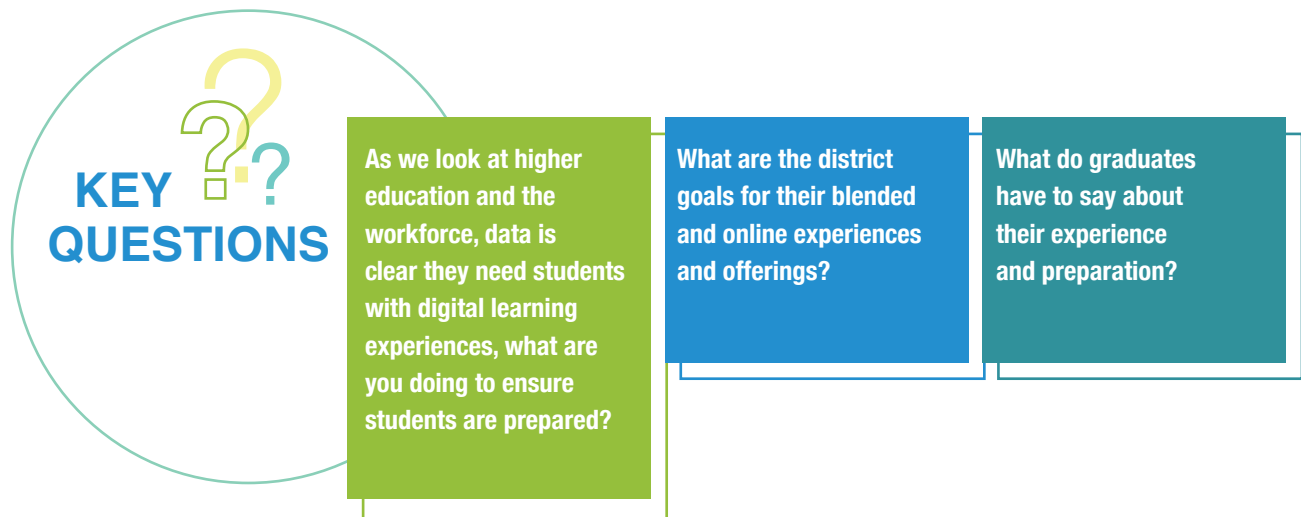 KEY
QUESTIONS
As we look at higher
education and the
workforce, data is
clear they need students
with digital learning
experiences, what are
you doing to ensure
students are prepared?
What are the district
goals for their blended
and online experiences
and offerings?
What do graduates
have to say about
their experience
and preparation?